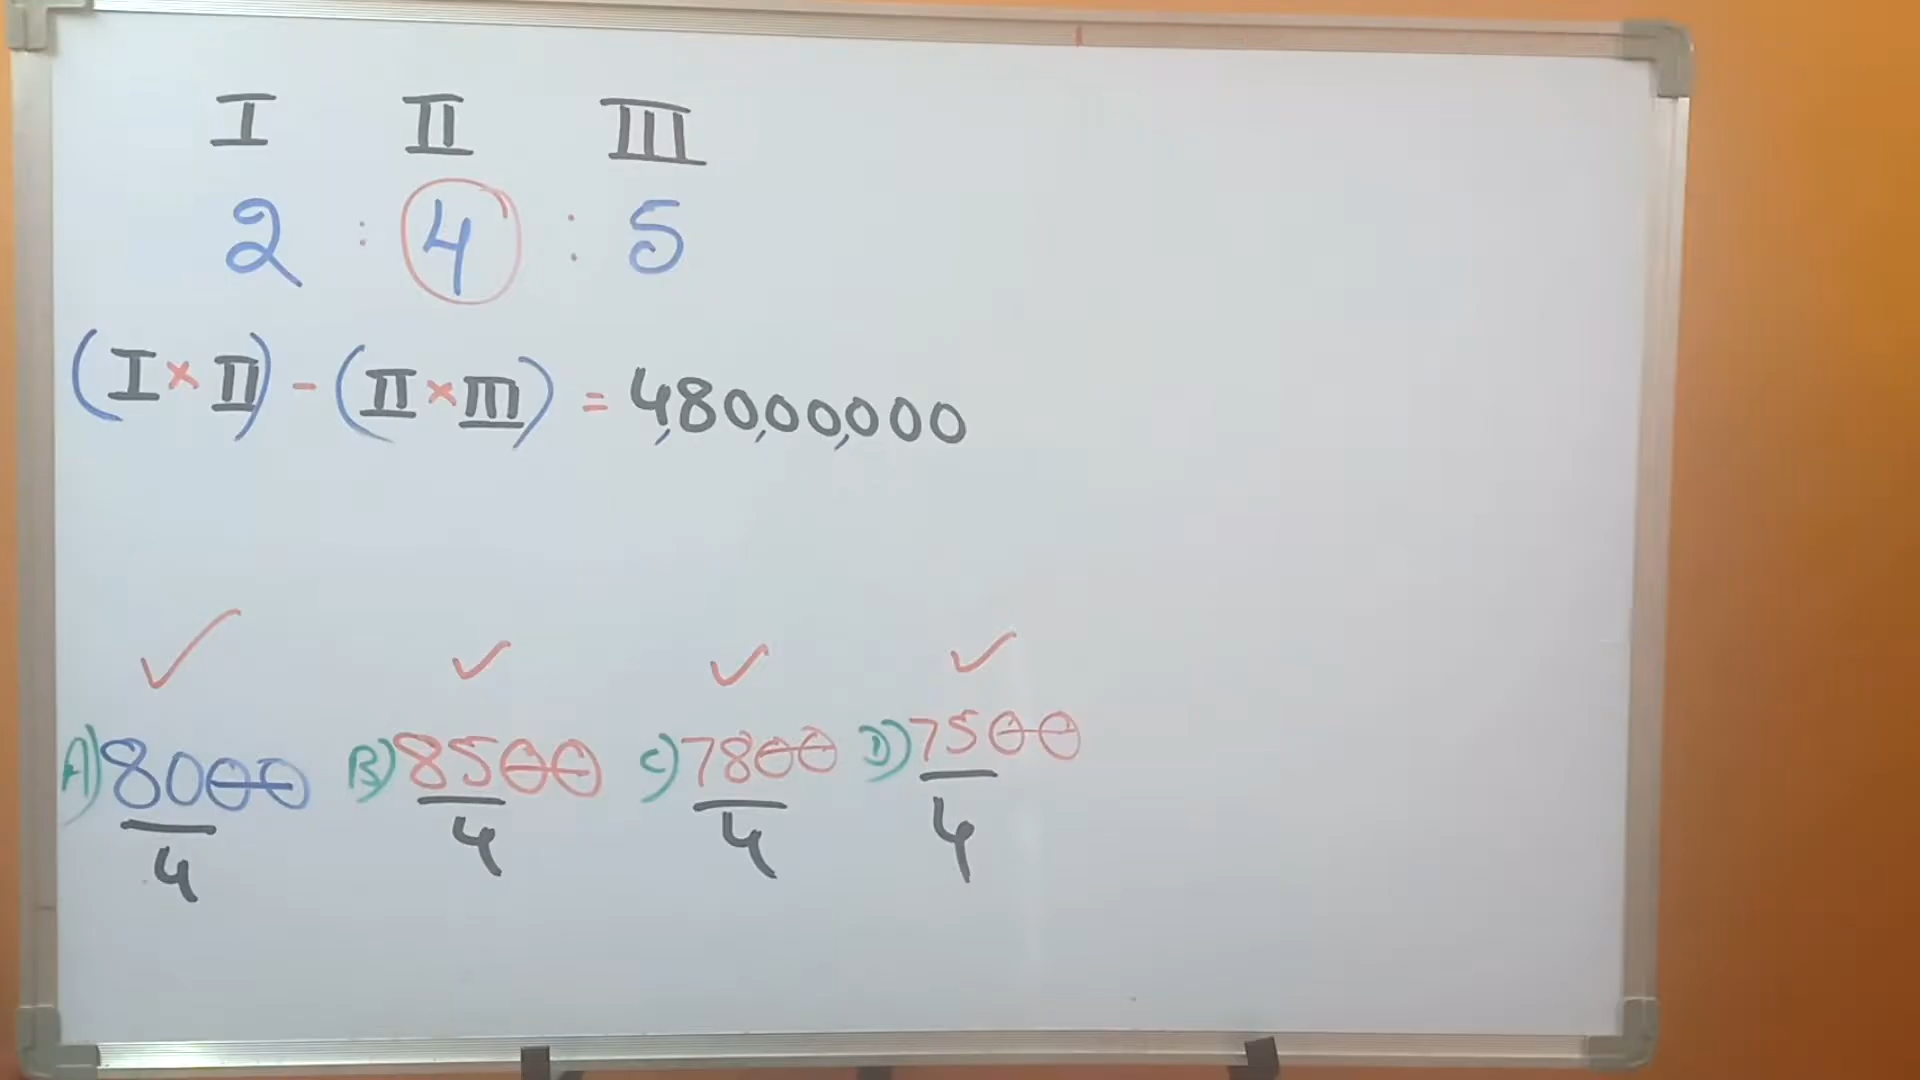 I II III
2 : 4 : 5
(I × II) - (II × III) = 4,80,00,000
✓ ✓ ✓ ✓
A) 8000 B) 8500 C) 7800 D) 7500
4 4 4 4